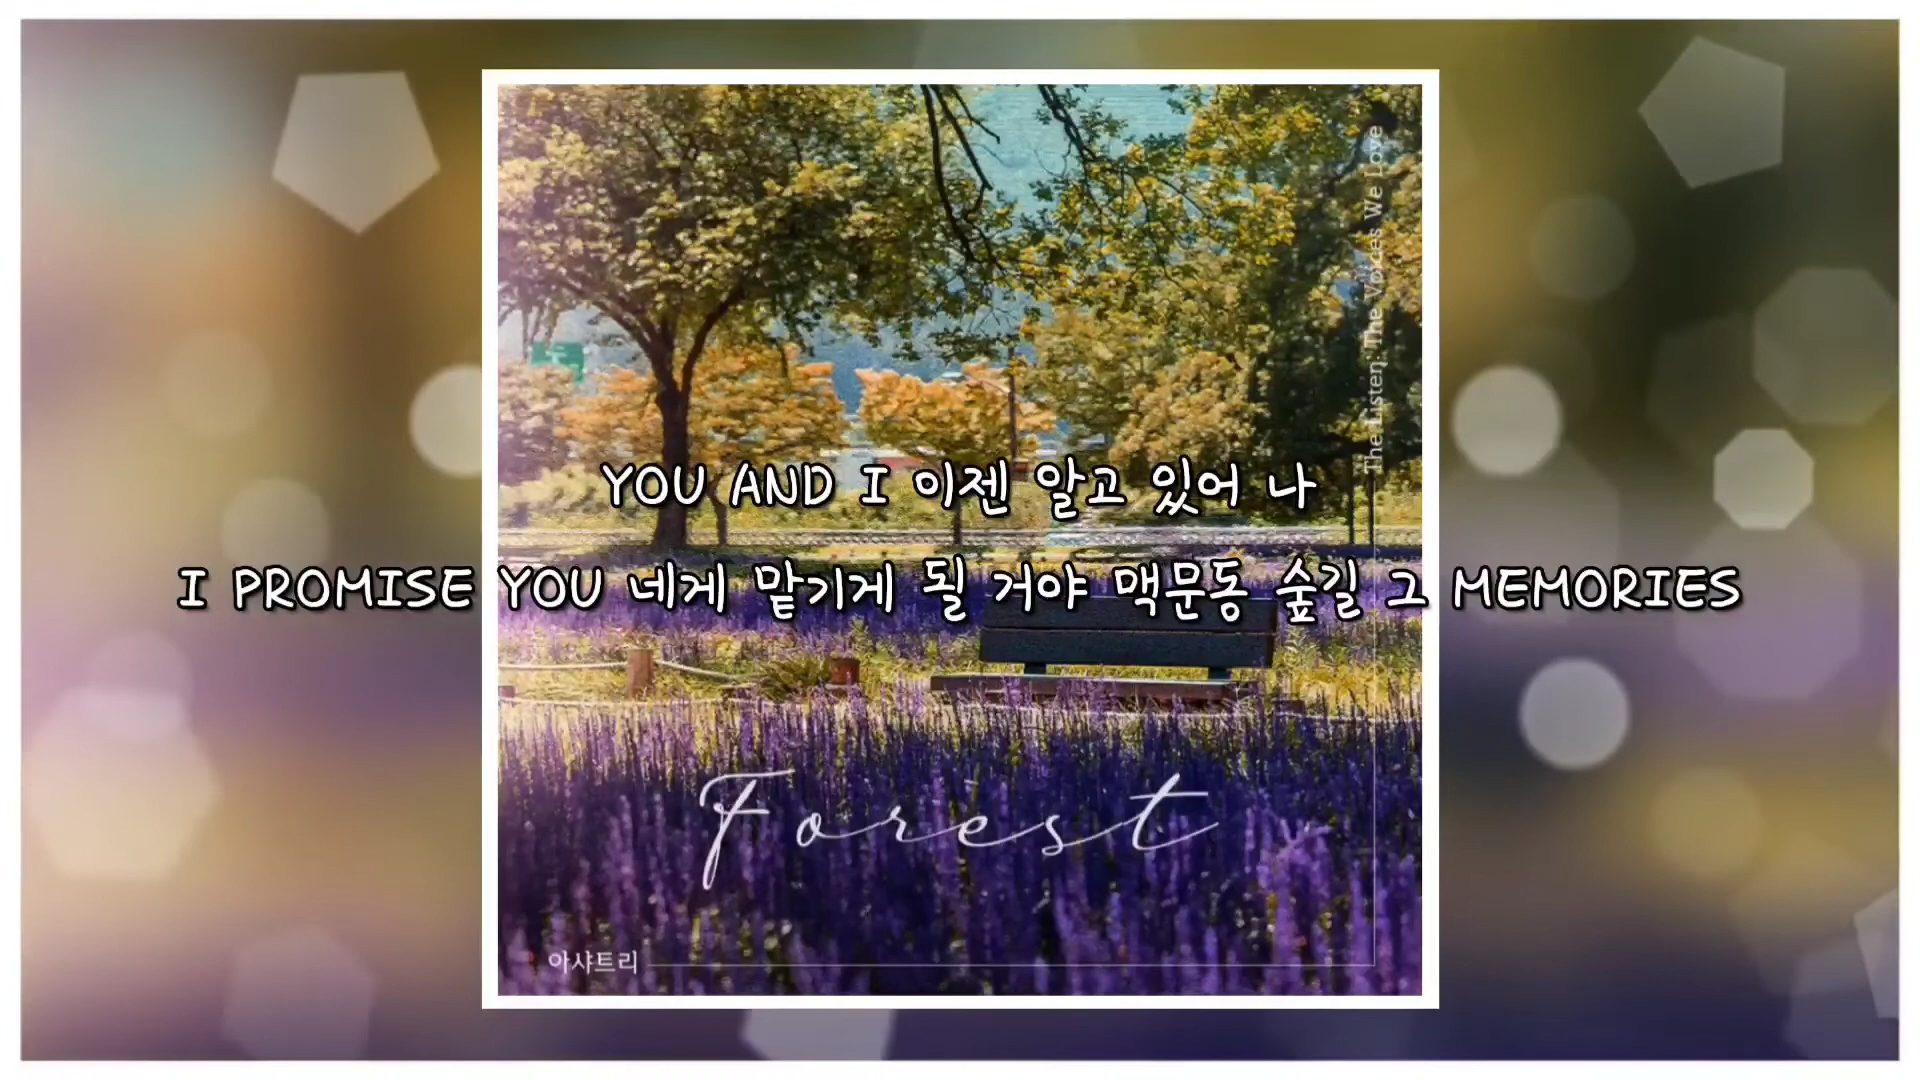 The Listen: The Voices We Love
YOU AND I 이젠 알고 있어 나
I PROMISE YOU 네게 맡기게 될 거야 맥문동 숲길 그 MEMORIES
Forest
아샤트리